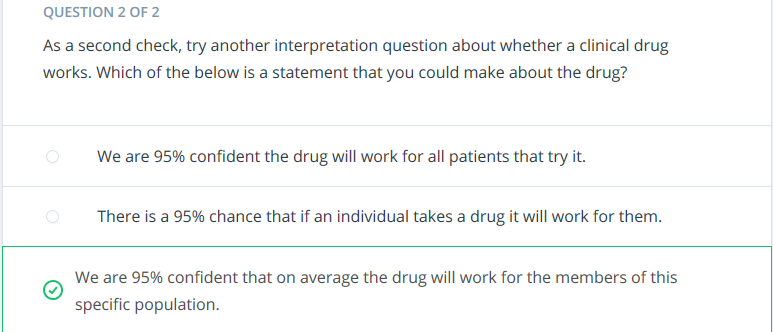 QUESTION 2 OF 2
As a second check, try another interpretation question about whether a clinical drug
works. Which of the below is a statement that you could make about the drug?
We are 95% confident the drug will work for all patients that try it.
There is a 95% chance that if an individual takes a drug it will work for them.
We are 95% confident that on average the drug will work for the members of this
specific population.